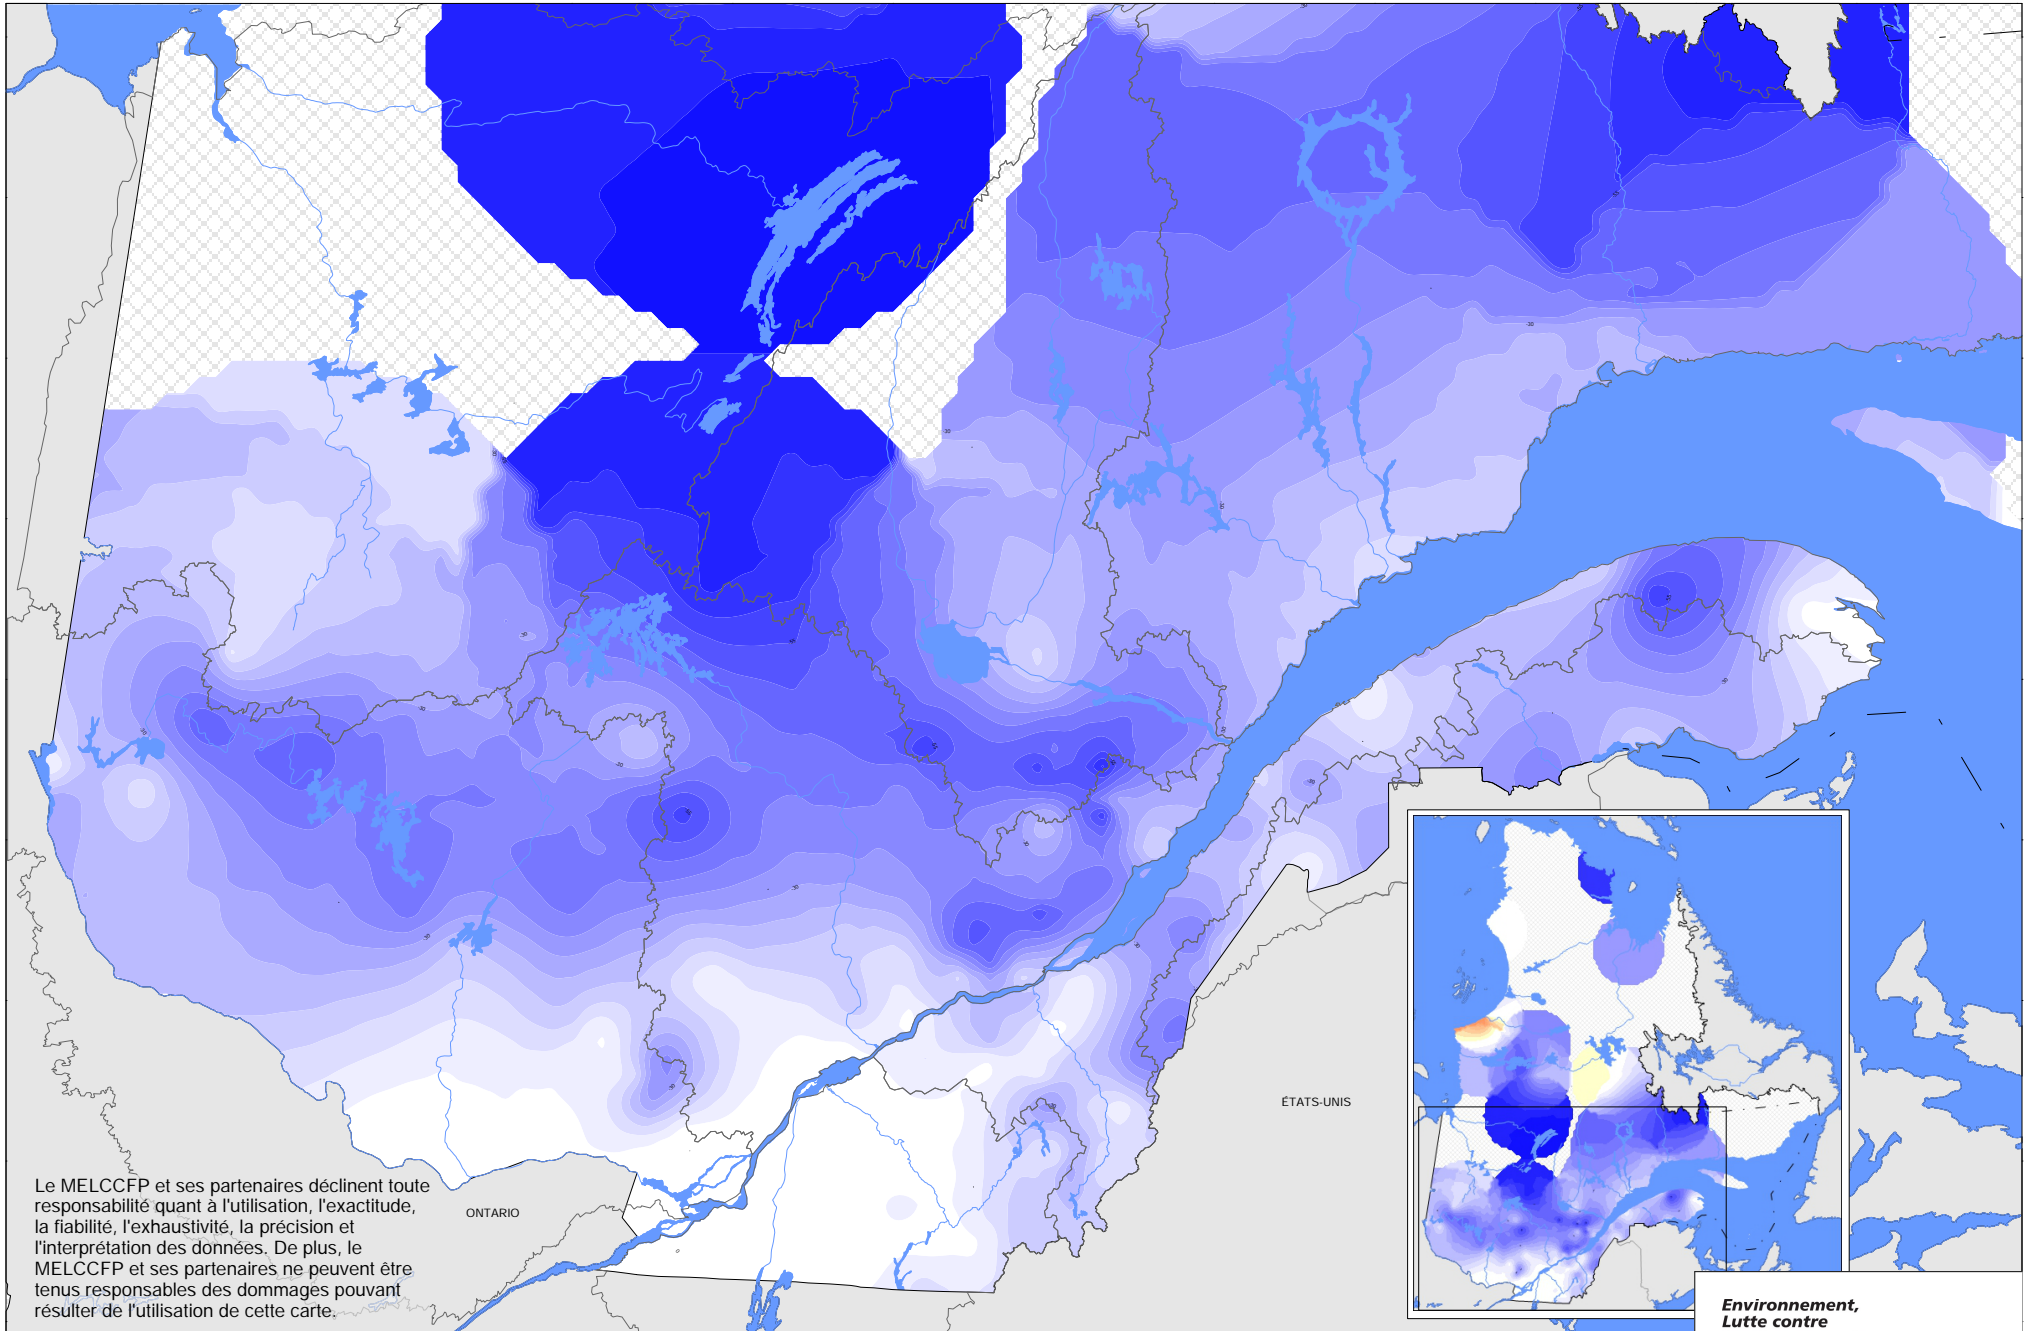 ÉTATS-UNIS
Le MELCCFP et ses partenaires déclinent toute
responsabilité quant à l'utilisation, l'exactitude,
la fiabilité, l'exhaustivité, la précision et
l'interprétation des données. De plus, le
MELCCFP et ses partenaires ne peuvent être
tenus responsables des dommages pouvant
résulter de l'utilisation de cette carte.
ONTARIO
Environnement,
Lutte contre